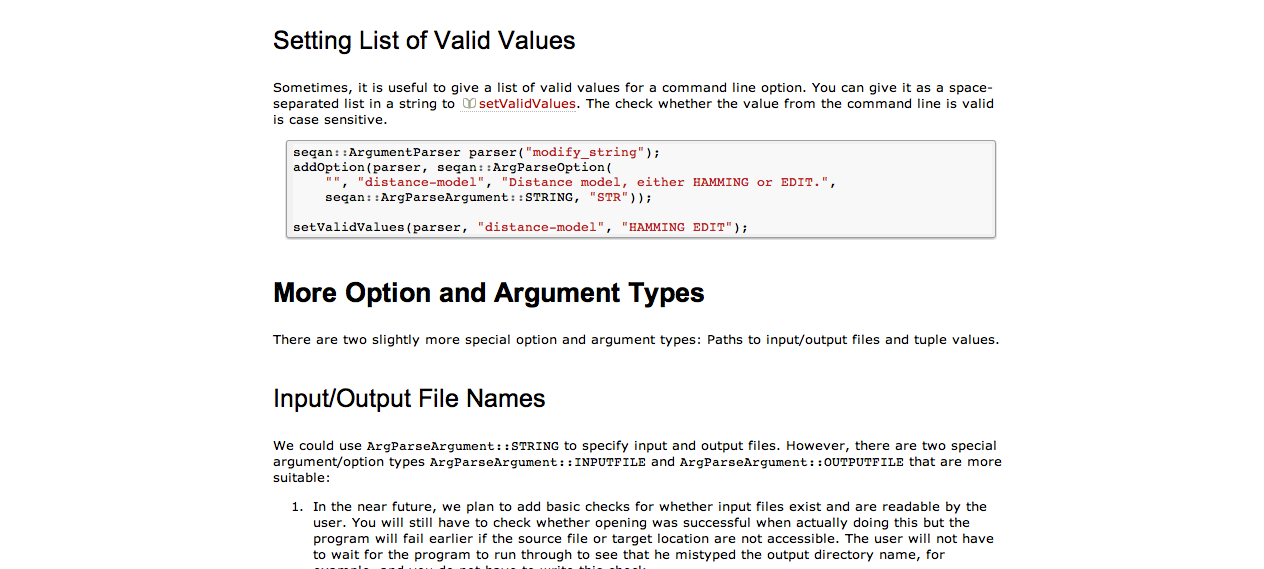 Setting List of Valid Values
Sometimes, it is useful to give a list of valid values for a command line option. You can give it as a space-
separated list in a string to setValidValues. The check whether the value from the command line is valid
is case sensitive.
seqan::ArgumentParser parser("modify_string");
addOption(parser, seqan::ArgParseOption(
    "", "distance-model", "Distance model, either HAMMING or EDIT.",
    seqan::ArgParseArgument::STRING, "STR"));
setValidValues(parser, "distance-model", "HAMMING EDIT");
More Option and Argument Types
There are two slightly more special option and argument types: Paths to input/output files and tuple values.
Input/Output File Names
We could use ArgParseArgument::STRING to specify input and output files. However, there are two special
argument/option types ArgParseArgument::INPUTFILE and ArgParseArgument::OUTPUTFILE that are more
suitable:
1. In the near future, we plan to add basic checks for whether input files exist and are readable by the
user. You will still have to check whether opening was successful when actually doing this but the
program will fail earlier if the source file or target location are not accessible. The user will not have
to wait for the program to run through to see that he mistyped the output directory name, for